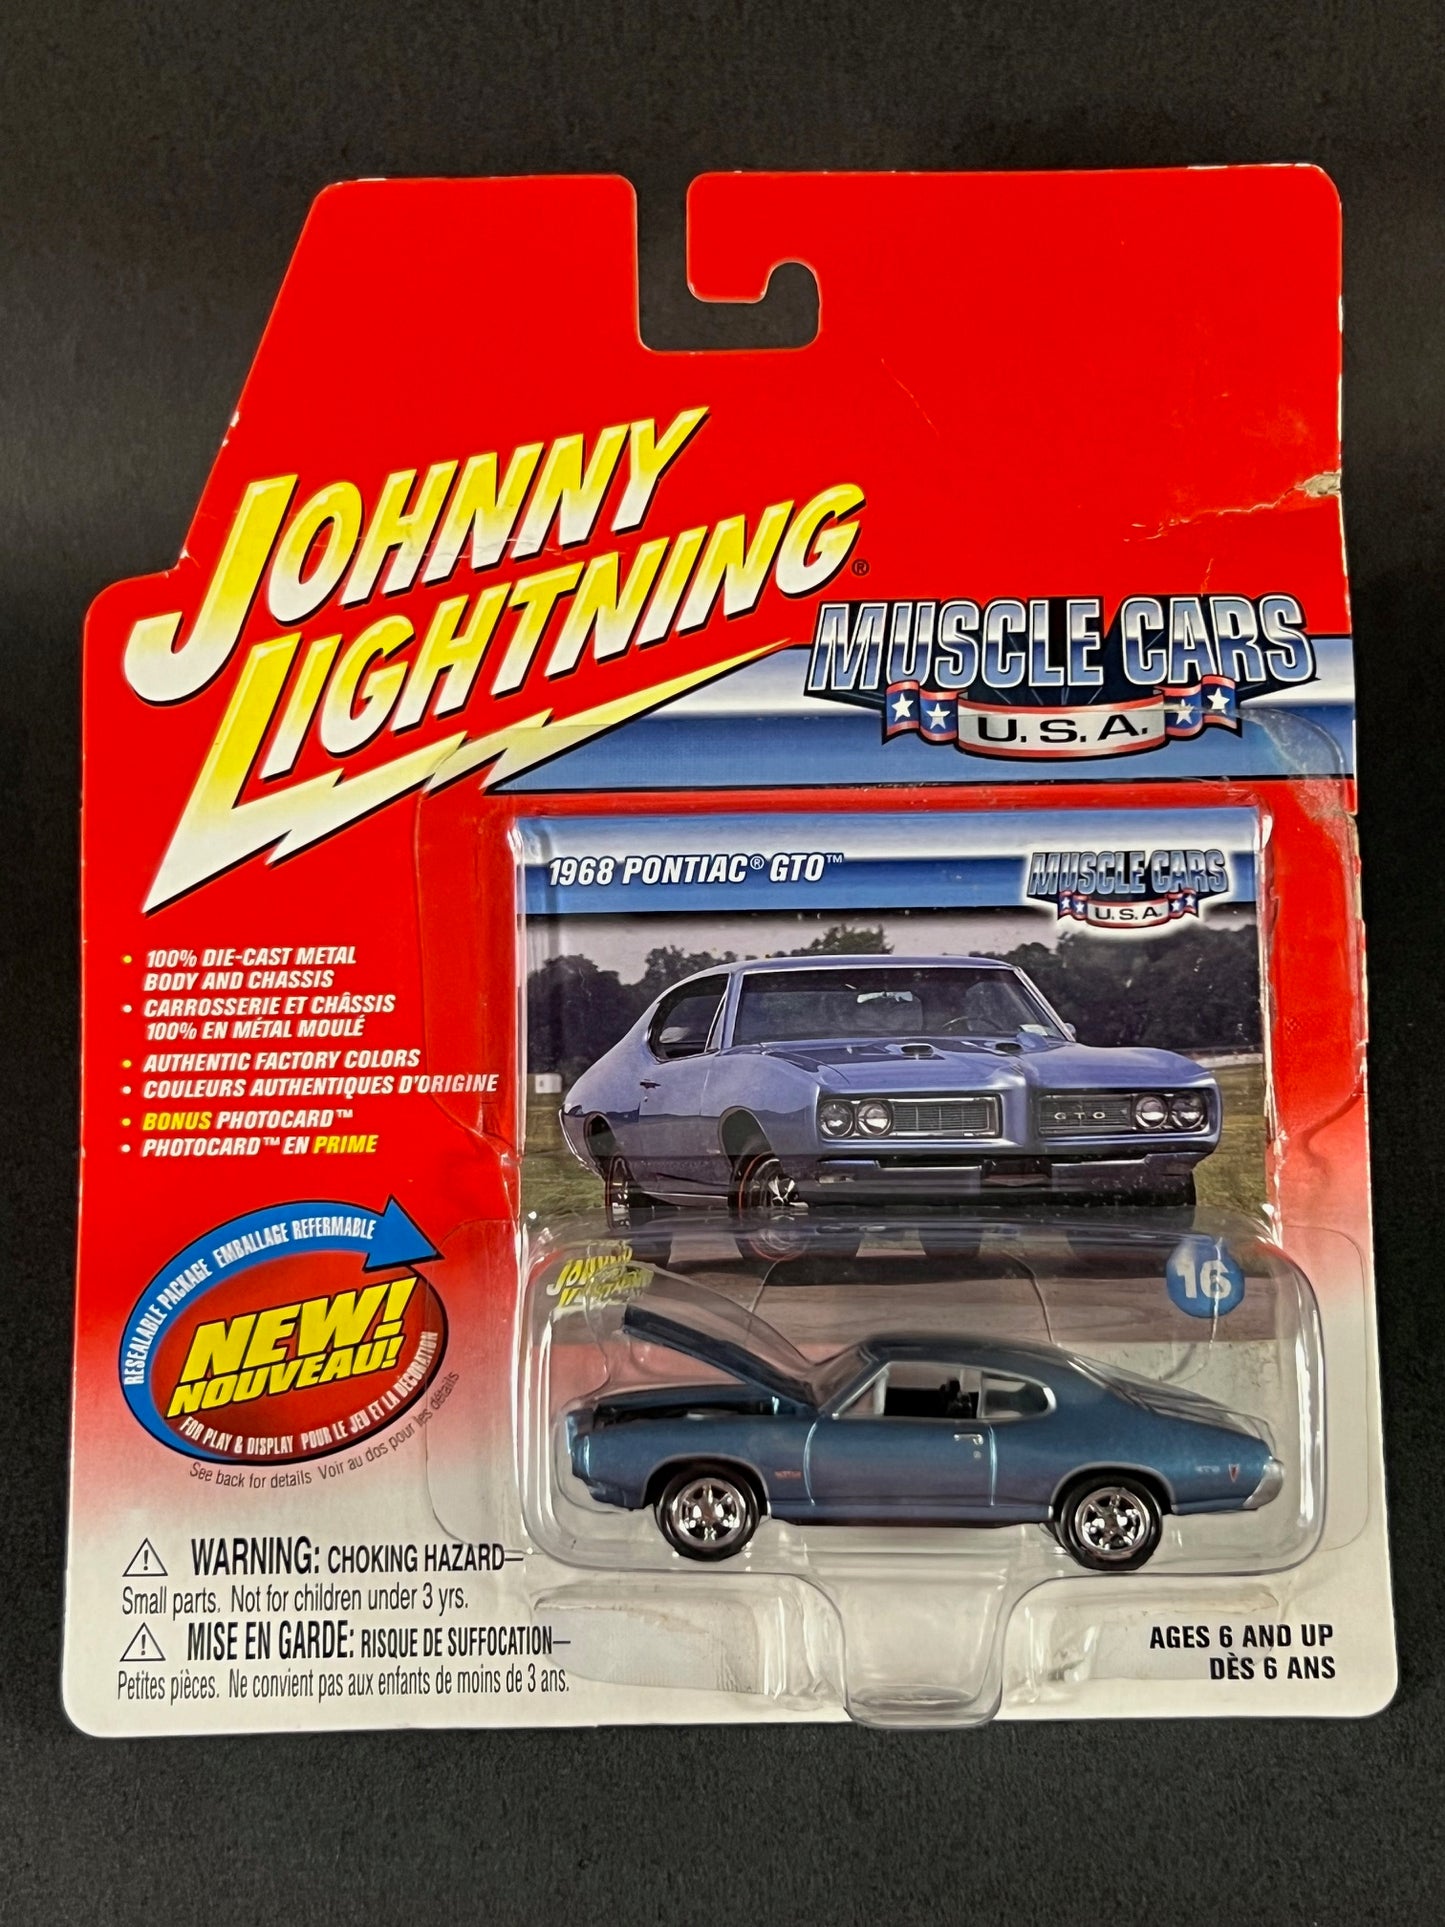 JOHNNY
LIGHTNING®
MUSCLE CARS
U.S.A.
1968 PONTIAC® GTO™
MUSCLE CARS
U.S.A.
• 100% DIE-CAST METAL
BODY AND CHASSIS
• CARROSSERIE ET CHÂSSIS
100% EN MÉTAL MOULÉ
• AUTHENTIC FACTORY COLORS
• COULEURS AUTHENTIQUES D'ORIGINE
• BONUS PHOTOCARD™
• PHOTOCARD™ EN PRIME
GTO
RESEALABLE PACKAGE EMBALLAGE REFERMABLE
NEW!
NOUVEAU!
FOR PLAY & DISPLAY POUR LE JEU ET LA DÉCORATION
See back for details Voir au dos pour les détails
JOHNNY
LIGHTNING
16
⚠ WARNING: CHOKING HAZARD—
Small parts. Not for children under 3 yrs.
⚠ MISE EN GARDE: RISQUE DE SUFFOCATION—
Petites pièces. Ne convient pas aux enfants de moins de 3 ans.
AGES 6 AND UP
DÈS 6 ANS